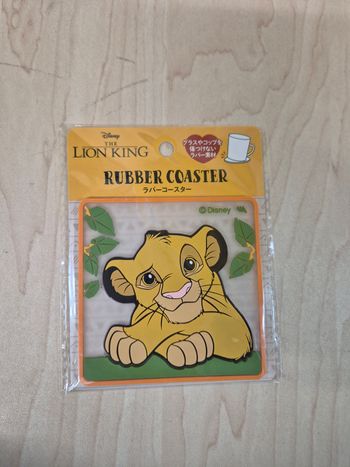 Disney
THE
LION KING
グラスやコップを
傷つけない
ラバー素材
RUBBER COASTER
ラバーコースター
© Disney